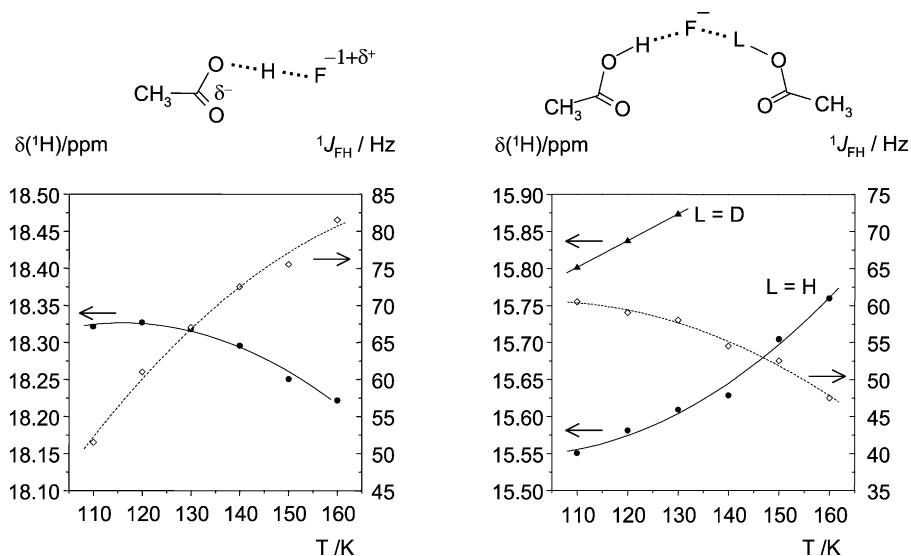 O H F −1+δ+
CH3 δ− O
δ(¹H)/ppm ¹J_FH / Hz
18.50 85
18.45 80
18.40 75
18.35 70
18.30 65
18.25 60
18.20 55
18.15 50
18.10 45
110 120 130 140 150 160
T /K
F −
H L
O O
CH3 O O CH3
δ(¹H)/ppm ¹J_FH / Hz
15.90 75
15.85 L = D 70
15.80 65
15.75 L = H 60
15.70 55
15.65 50
15.60 45
15.55 40
15.50 35
110 120 130 140 150 160
T /K